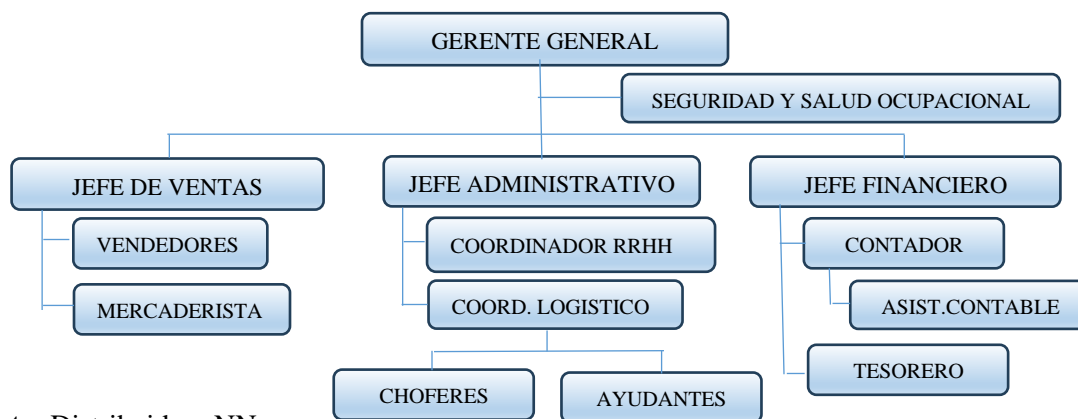 GERENTE GENERAL
SEGURIDAD Y SALUD OCUPACIONAL
JEFE DE VENTAS
JEFE ADMINISTRATIVO
JEFE FINANCIERO
VENDEDORES
COORDINADOR RRHH
CONTADOR
MERCADERISTA
COORD. LOGISTICO
ASIST.CONTABLE
TESORERO
CHOFERES
AYUDANTES